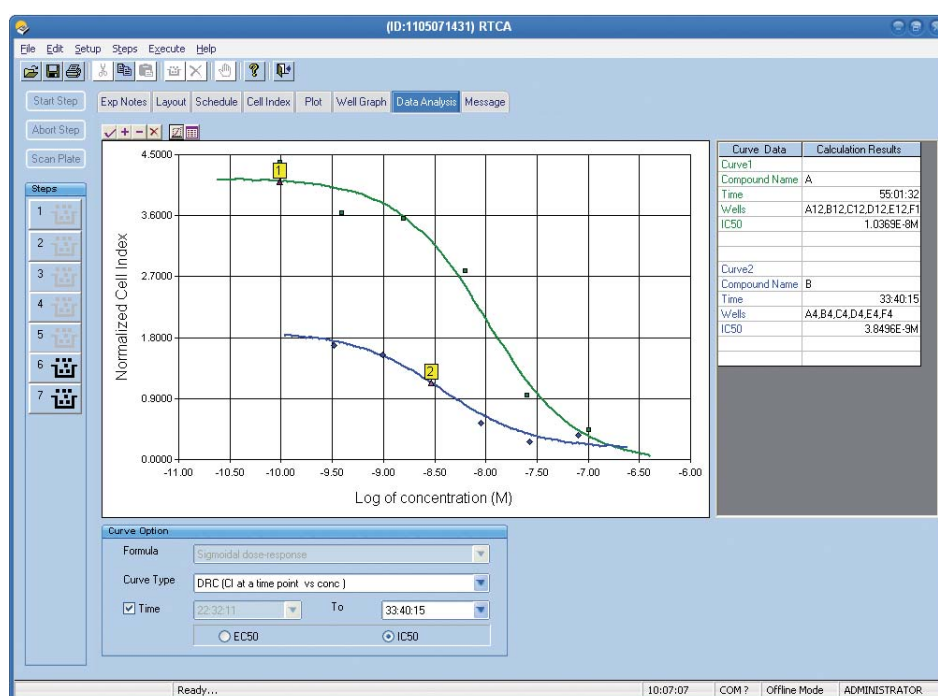 (ID:1105071431) RTCA
File Edit Setup Steps Execute Help
Start Step
Abort Step
Scan Plate
Steps
1
2
3
4
5
6
7
Exp Notes Layout Schedule Cell Index Plot Well Graph Data Analysis Message
Normalized Cell Index
4.5000
3.6000
2.7000
1.8000
0.9000
0.0000
1
2
-11.00 -10.50 -10.00 -9.50 -9.00 -8.50 -8.00 -7.50 -7.00 -6.50 -6.00
Log of concentration (M)
Curve Data Calculation Results
Curve1
Compound Name A
Time 55:01:32
Wells A12,B12,C12,D12,E12,F1
IC50 1.0369E-8M
Curve2
Compound Name B
Time 33:40:15
Wells A4,B4,C4,D4,E4,F4
IC50 3.8496E-9M
Curve Option
Formula Sigmoidal dose-response
Curve Type DRC (CI at a time point vs conc )
Time 22:32:11 To 33:40:15
EC50 IC50
Ready... 10:07:07 COM ? Offline Mode ADMINISTRATOR